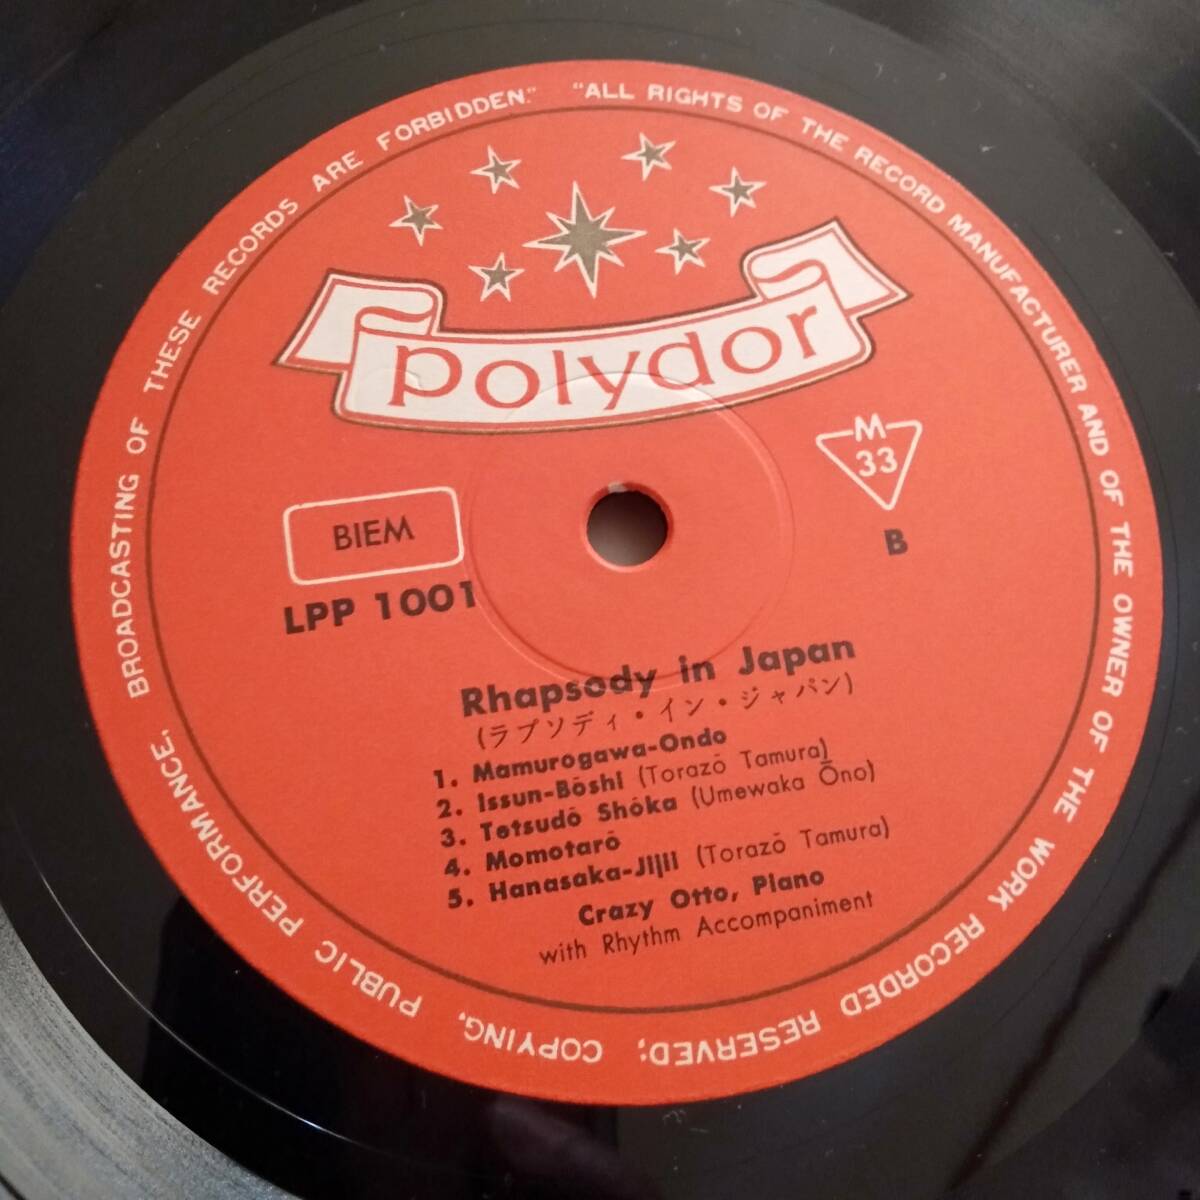 "ALL RIGHTS OF THE RECORD MANUFACTURER AND OF THE OWNER OF THE WORK RECORDED RESERVED; COPYING, PUBLIC PERFORMANCE, BROADCASTING OF THESE RECORDS ARE FORBIDDEN."
polydor
M
33
BIEM
B
LPP 1001
Rhapsody in Japan
(ラプソディ・イン・ジャパン)
1. Mamurogawa-Ondo
2. Issun-Bōshi (Torazō Tamura)
3. Tetsudō Shōka (Umewaka Ōno)
4. Momotarō
5. Hanasaka-Jijii (Torazō Tamura)
Crazy Otto, Piano
with Rhythm Accompaniment